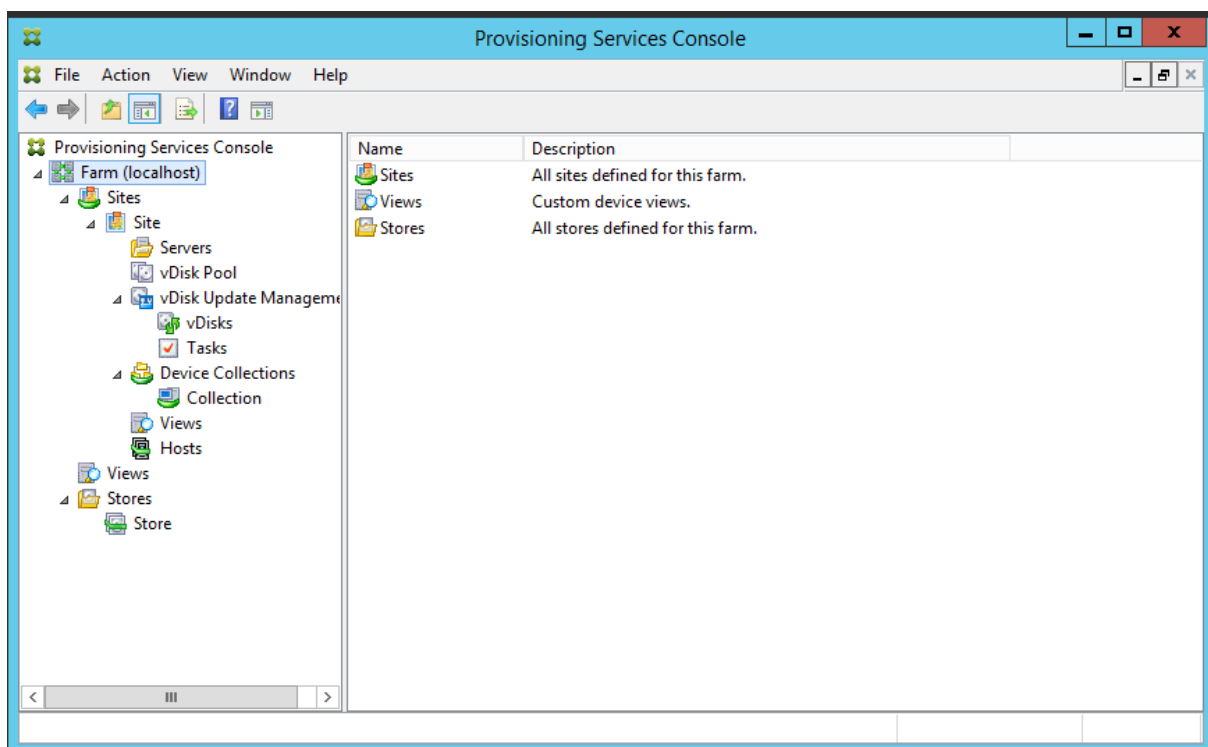 Provisioning Services Console
File Action View Window Help
Provisioning Services Console
Farm (localhost)
Sites
Site
Servers
vDisk Pool
vDisk Update Manageme
vDisks
Tasks
Device Collections
Collection
Views
Hosts
Views
Stores
Store
Name Description
Sites All sites defined for this farm.
Views Custom device views.
Stores All stores defined for this farm.